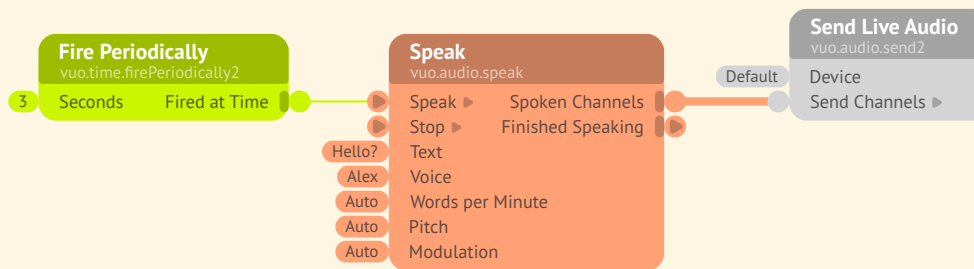 Fire Periodically
vuo.time.firePeriodically2
3 Seconds Fired at Time
Speak
vuo.audio.speak
Speak Spoken Channels
Stop Finished Speaking
Hello? Text
Alex Voice
Auto Words per Minute
Auto Pitch
Auto Modulation
Send Live Audio
vuo.audio.send2
Default Device
Send Channels